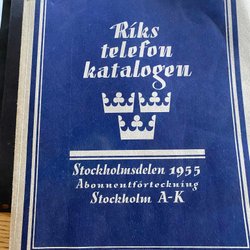 Riks
telefon
katalogen
Stockholmsdelen 1955
Abonnentförteckning
Stockholm A-K